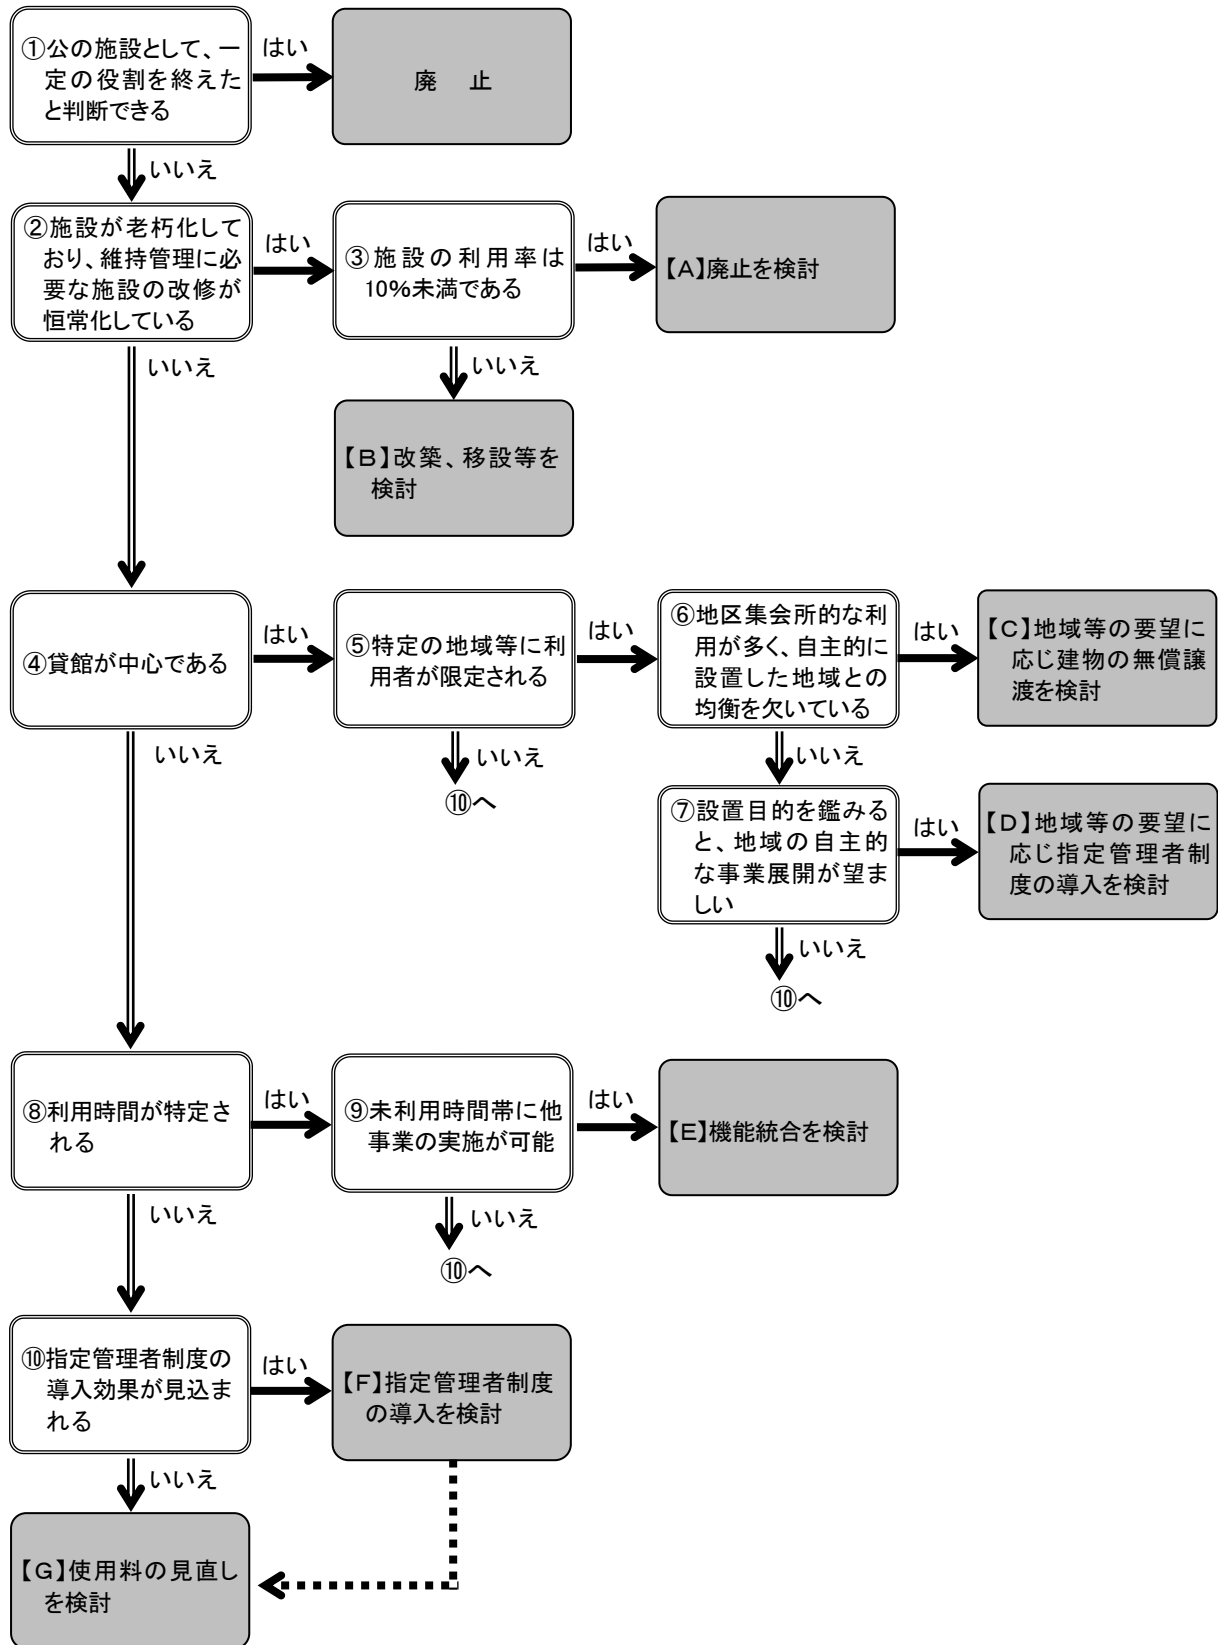 ①公の施設として、一
定の役割を終えた
と判断できる
はい
廃 止
いいえ
②施設が老朽化して
おり、維持管理に必
要な施設の改修が
恒常化している
はい
③施設の利用率は
10%未満である
はい
【A】廃止を検討
いいえ
いいえ
【B】改築、移設等を
検討
④貸館が中心である
はい
⑤特定の地域等に利
用者が限定される
はい
⑥地区集会所的な利
用が多く、自主的に
設置した地域との
均衡を欠いている
はい
【C】地域等の要望に
応じ建物の無償譲
渡を検討
いいえ
いいえ
⑩へ
いいえ
⑦設置目的を鑑みる
と、地域の自主的
な事業展開が望ま
しい
はい
【D】地域等の要望に
応じ指定管理者制
度の導入を検討
いいえ
⑩へ
⑧利用時間が特定さ
れる
はい
⑨未利用時間帯に他
事業の実施が可能
はい
【E】機能統合を検討
いいえ
いいえ
⑩へ
⑩指定管理者制度の
導入効果が見込ま
れる
はい
【F】指定管理者制度
の導入を検討
いいえ
【G】使用料の見直し
を検討